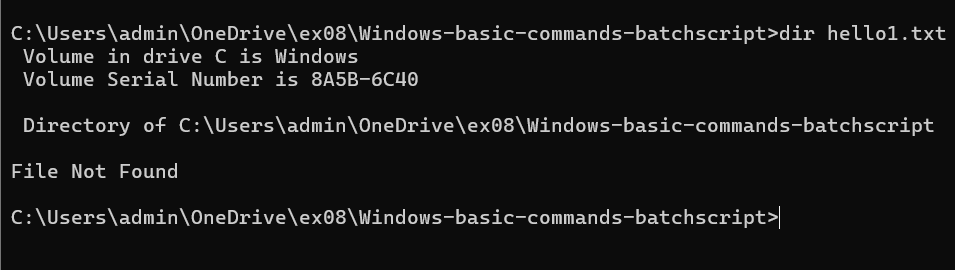 C:\Users\admin\OneDrive\ex08\Windows-basic-commands-batchscript>dir hello1.txt
 Volume in drive C is Windows
 Volume Serial Number is 8A5B-6C40
 Directory of C:\Users\admin\OneDrive\ex08\Windows-basic-commands-batchscript
File Not Found
C:\Users\admin\OneDrive\ex08\Windows-basic-commands-batchscript>